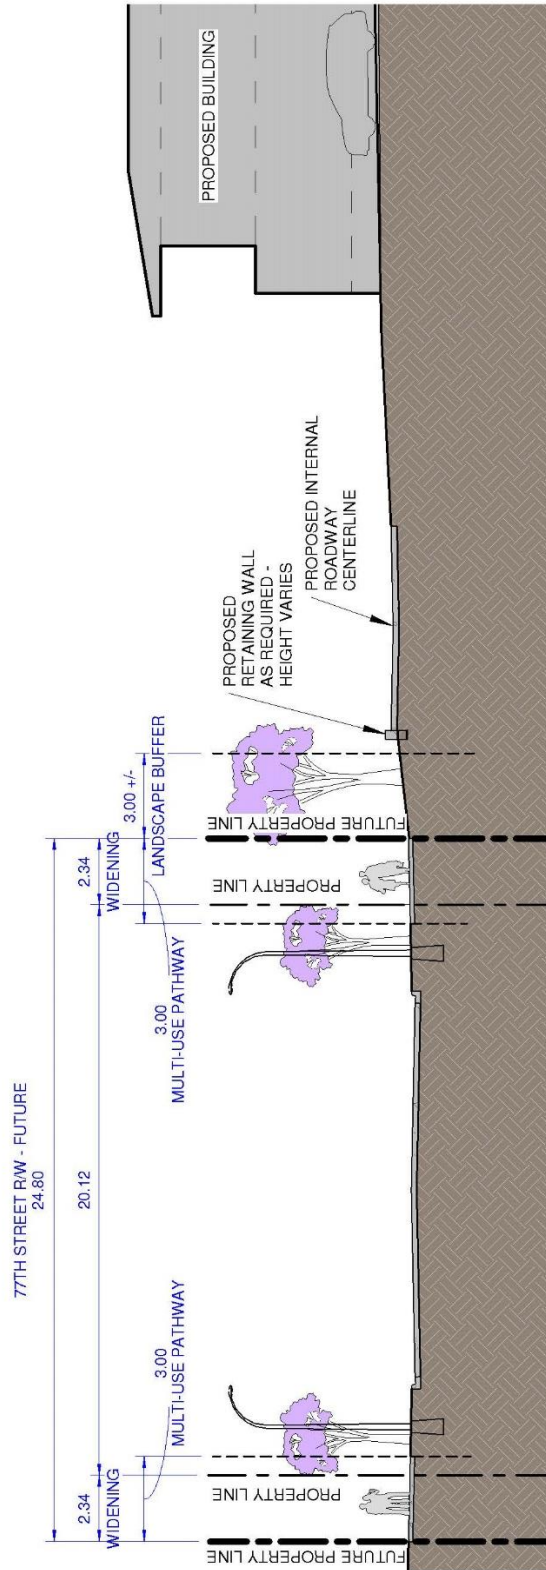 77TH STREET R/W - FUTURE
24.80
2.34
WIDENING
20.12
2.34
WIDENING
3.00 +/-
LANDSCAPE BUFFER
3.00
MULTI-USE PATHWAY
3.00
MULTI-USE PATHWAY
FUTURE PROPERTY LINE
PROPERTY LINE
PROPERTY LINE
FUTURE PROPERTY LINE
PROPOSED
RETAINING WALL
AS REQUIRED -
HEIGHT VARIES
PROPOSED INTERNAL
ROADWAY
CENTERLINE
PROPOSED BUILDING